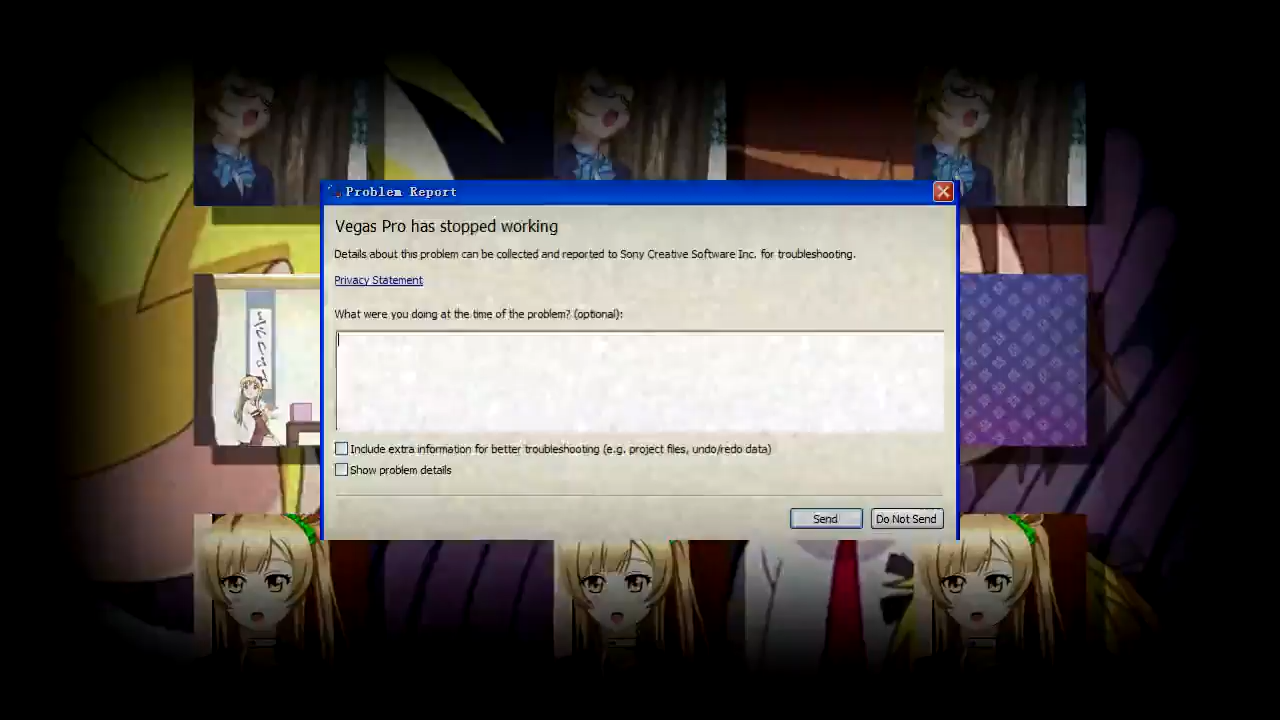 Problem Report
Vegas Pro has stopped working
Details about this problem can be collected and reported to Sony Creative Software Inc. for troubleshooting.
Privacy Statement
What were you doing at the time of the problem? (optional):
Include extra information for better troubleshooting (e.g. project files, undo/redo data)
Show problem details
Send
Do Not Send